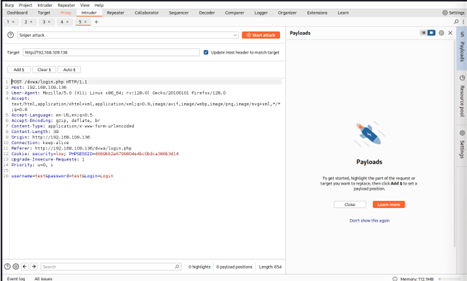 Burp Project Intruder Repeater View Help
Dashboard Target Proxy Intruder Repeater Collaborator Sequencer Decoder Comparer Logger Organizer Extensions Learn Settings
1 × 2 × 3 × 4 × 5 × +
Sniper attack Start attack
Target http://192.168.109.136 Update Host header to match target
Add § Clear § Auto §
1 POST /dvwa/login.php HTTP/1.1
2 Host: 192.168.109.136
3 User-Agent: Mozilla/5.0 (X11; Linux x86_64; rv:128.0) Gecko/20100101 Firefox/128.0
4 Accept:
text/html,application/xhtml+xml,application/xml;q=0.9,image/avif,image/webp,image/png,image/svg+xml,*/*
;q=0.8
5 Accept-Language: en-US,en;q=0.5
6 Accept-Encoding: gzip, deflate, br
7 Content-Type: application/x-www-form-urlencoded
8 Content-Length:
9 Origin: http://192.168.109.136
10 Connection: keep-alive
11 Referer: http://192.168.109.136/dvwa/login.php
12 Cookie: security=low; PHPSESSID=
13 Upgrade-Insecure-Requests: 1
14 Priority: u=0, i
15
16 username=test&password=test&Login=Login
Payloads
Payloads
To get started, highlight the part of the request or
target you want to replace, then click Add § to set a
payload position.
Close Learn more
Don't show this again
Payloads
Resource pool
Settings
Search 0 highlights 0 payload positions Length: 654
Event log All issues Memory: 112.1MB